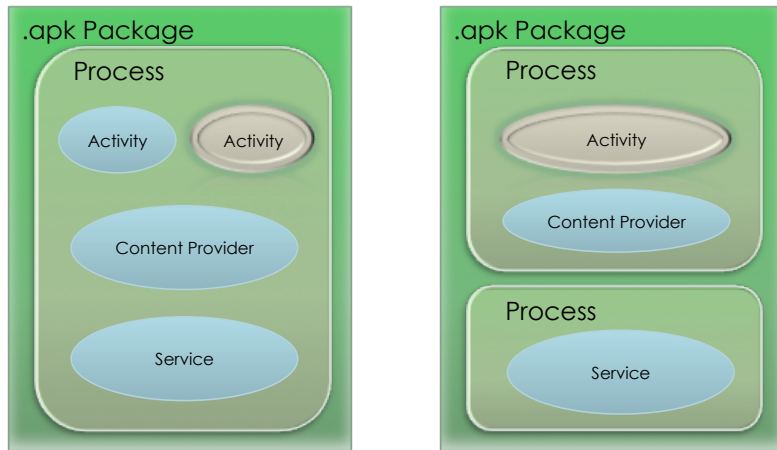 .apk Package
Process
Activity
Activity
Content Provider
Service
.apk Package
Process
Activity
Content Provider
Process
Service